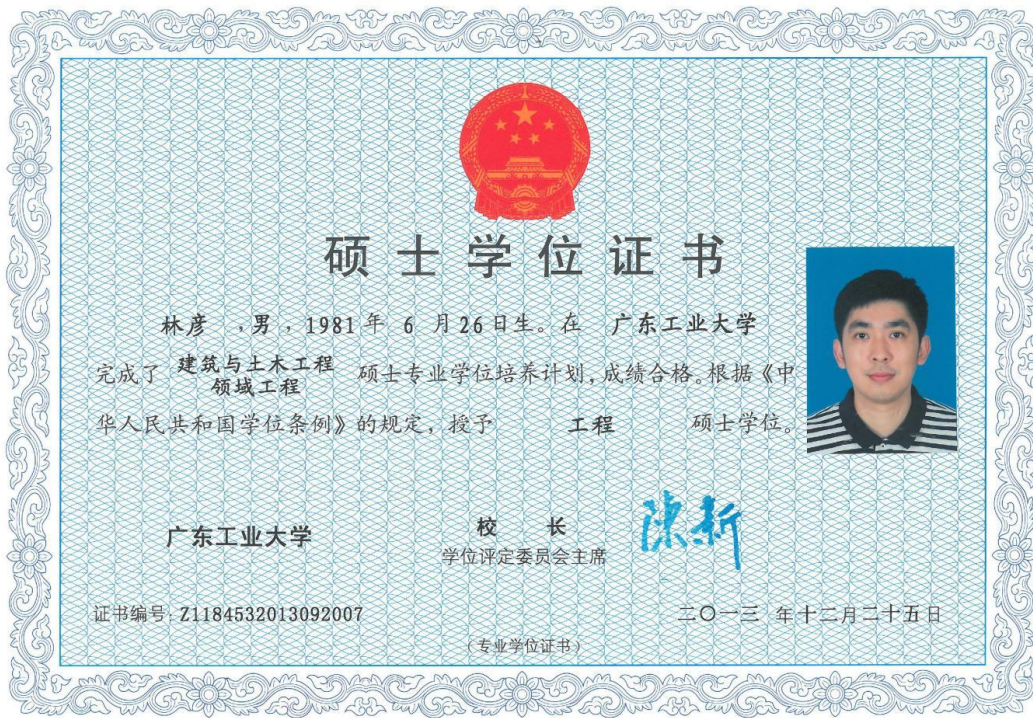 硕士学位证书
林彦 ,男, 1981年 6 月26日生。在 广东工业大学
完成了 建筑与土木工程领域工程 硕士专业学位培养计划,成绩合格。根据《中
华人民共和国学位条例》的规定, 授予 工程 硕士学位。
广东工业大学
校 长 陈新
学位评定委员会主席
证书编号: Z1184532013092007
二〇一三 年十二月二十五日
(专业学位证书)